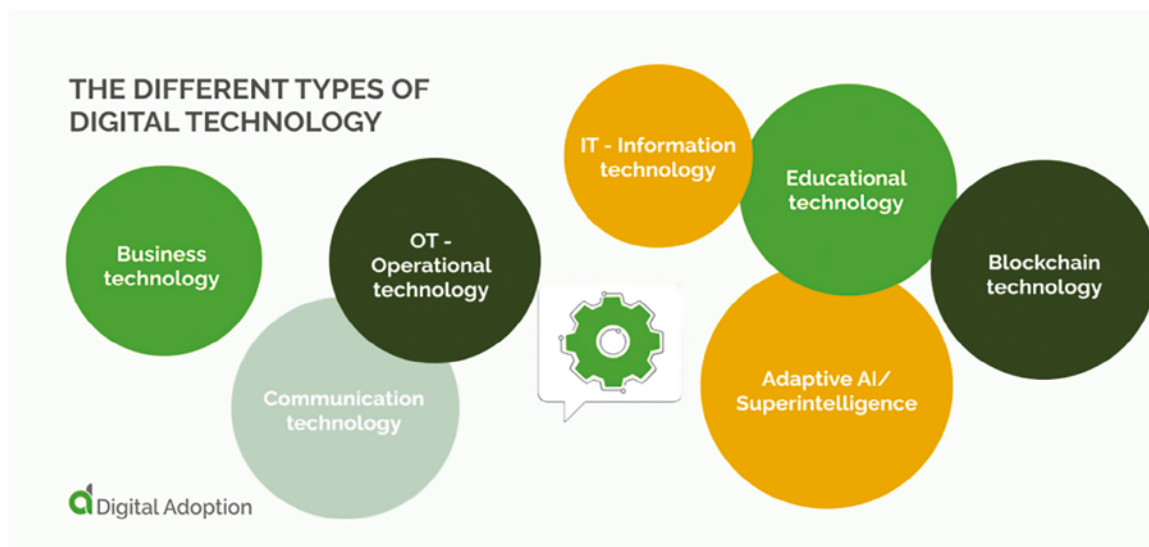 THE DIFFERENT TYPES OF
DIGITAL TECHNOLOGY
Business
technology
Communication
technology
OT -
Operational
technology
IT - Information
technology
Educational
technology
Adaptive AI/
Superintelligence
Blockchain
technology
Digital Adoption